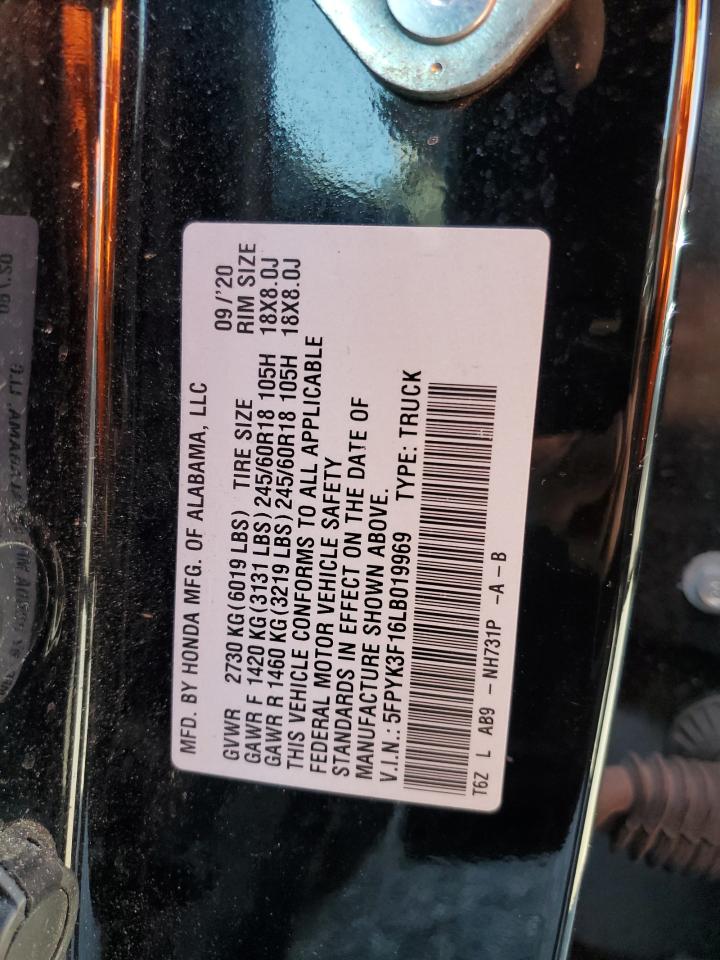 MFD. BY HONDA MFG. OF ALABAMA, LLC
09/'20
GVWR 2730 KG(6019 LBS) TIRE SIZE RIM SIZE
GAWR F 1420 KG(3131 LBS) 245/60R18 105H 18X8.0J
GAWR R 1460 KG(3219 LBS) 245/60R18 105H 18X8.0J
THIS VEHICLE CONFORMS TO ALL APPLICABLE
FEDERAL MOTOR VEHICLE SAFETY
STANDARDS IN EFFECT ON THE DATE OF
MANUFACTURE SHOWN ABOVE.
V.I.N.: 5FPYK3F16LB019969 TYPE: TRUCK
T6Z L AB9 -NH731P -A -B